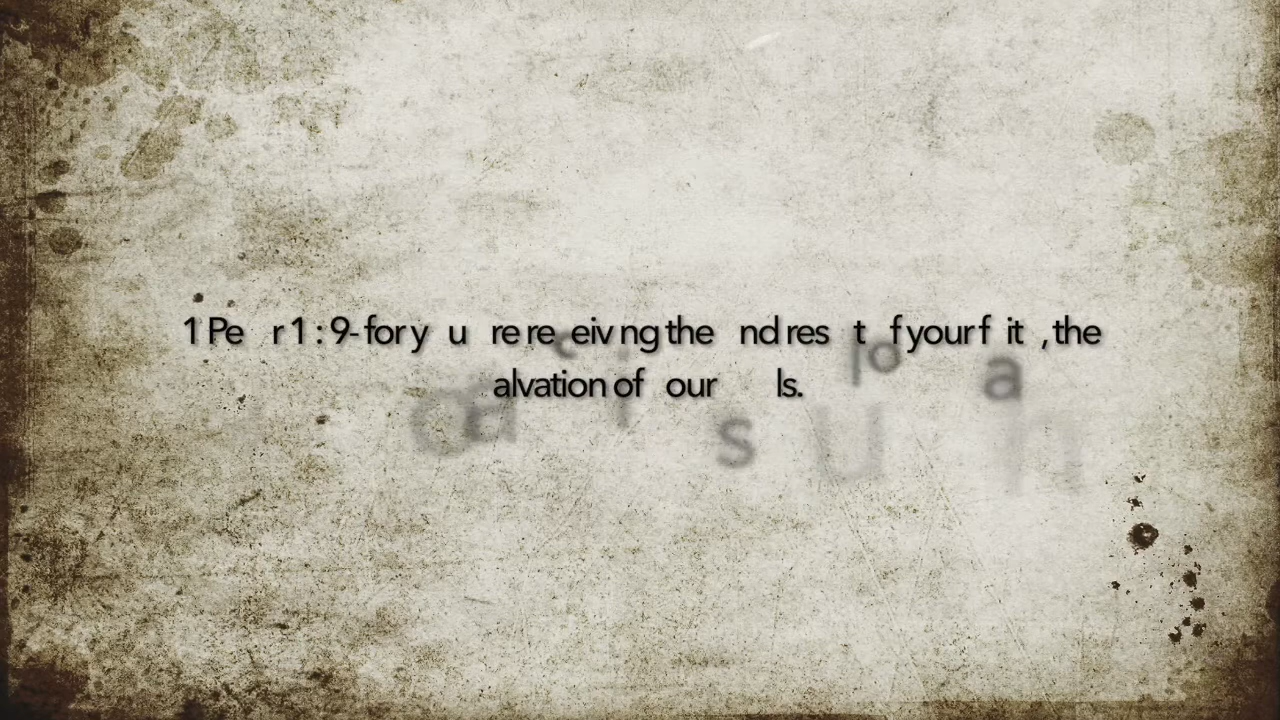 1 Pe r 1 : 9 - for y u re re eiv ng the nd res t f your f it , the
alvation of our ls.